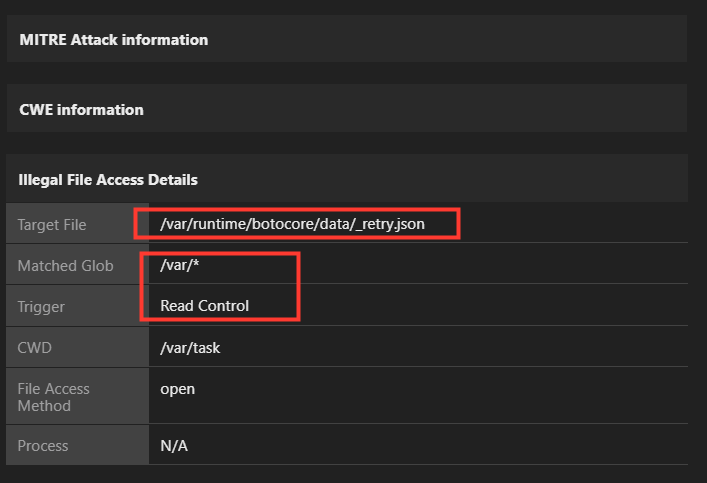 MITRE Attack information
CWE information
Illegal File Access Details
Target File /var/runtime/botocore/data/_retry.json
Matched Glob /var/*
Trigger Read Control
CWD /var/task
File Access open
Method
Process N/A